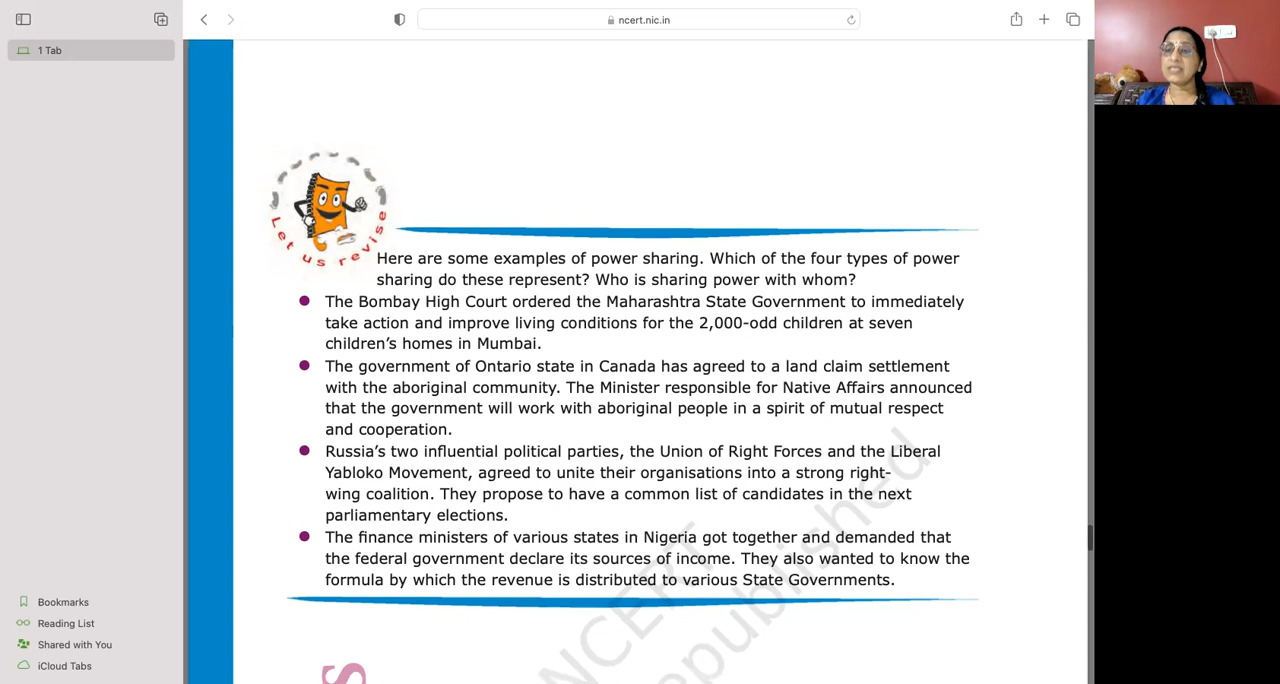 1 Tab
ncert.nic.in
Let us revise
Here are some examples of power sharing. Which of the four types of power
sharing do these represent? Who is sharing power with whom?
The Bombay High Court ordered the Maharashtra State Government to immediately
take action and improve living conditions for the 2,000-odd children at seven
children’s homes in Mumbai.
The government of Ontario state in Canada has agreed to a land claim settlement
with the aboriginal community. The Minister responsible for Native Affairs announced
that the government will work with aboriginal people in a spirit of mutual respect
and cooperation.
Russia’s two influential political parties, the Union of Right Forces and the Liberal
Yabloko Movement, agreed to unite their organisations into a strong right-
wing coalition. They propose to have a common list of candidates in the next
parliamentary elections.
The finance ministers of various states in Nigeria got together and demanded that
the federal government declare its sources of income. They also wanted to know the
formula by which the revenue is distributed to various State Governments.
NCERT
republished
s
Bookmarks
Reading List
Shared with You
iCloud Tabs